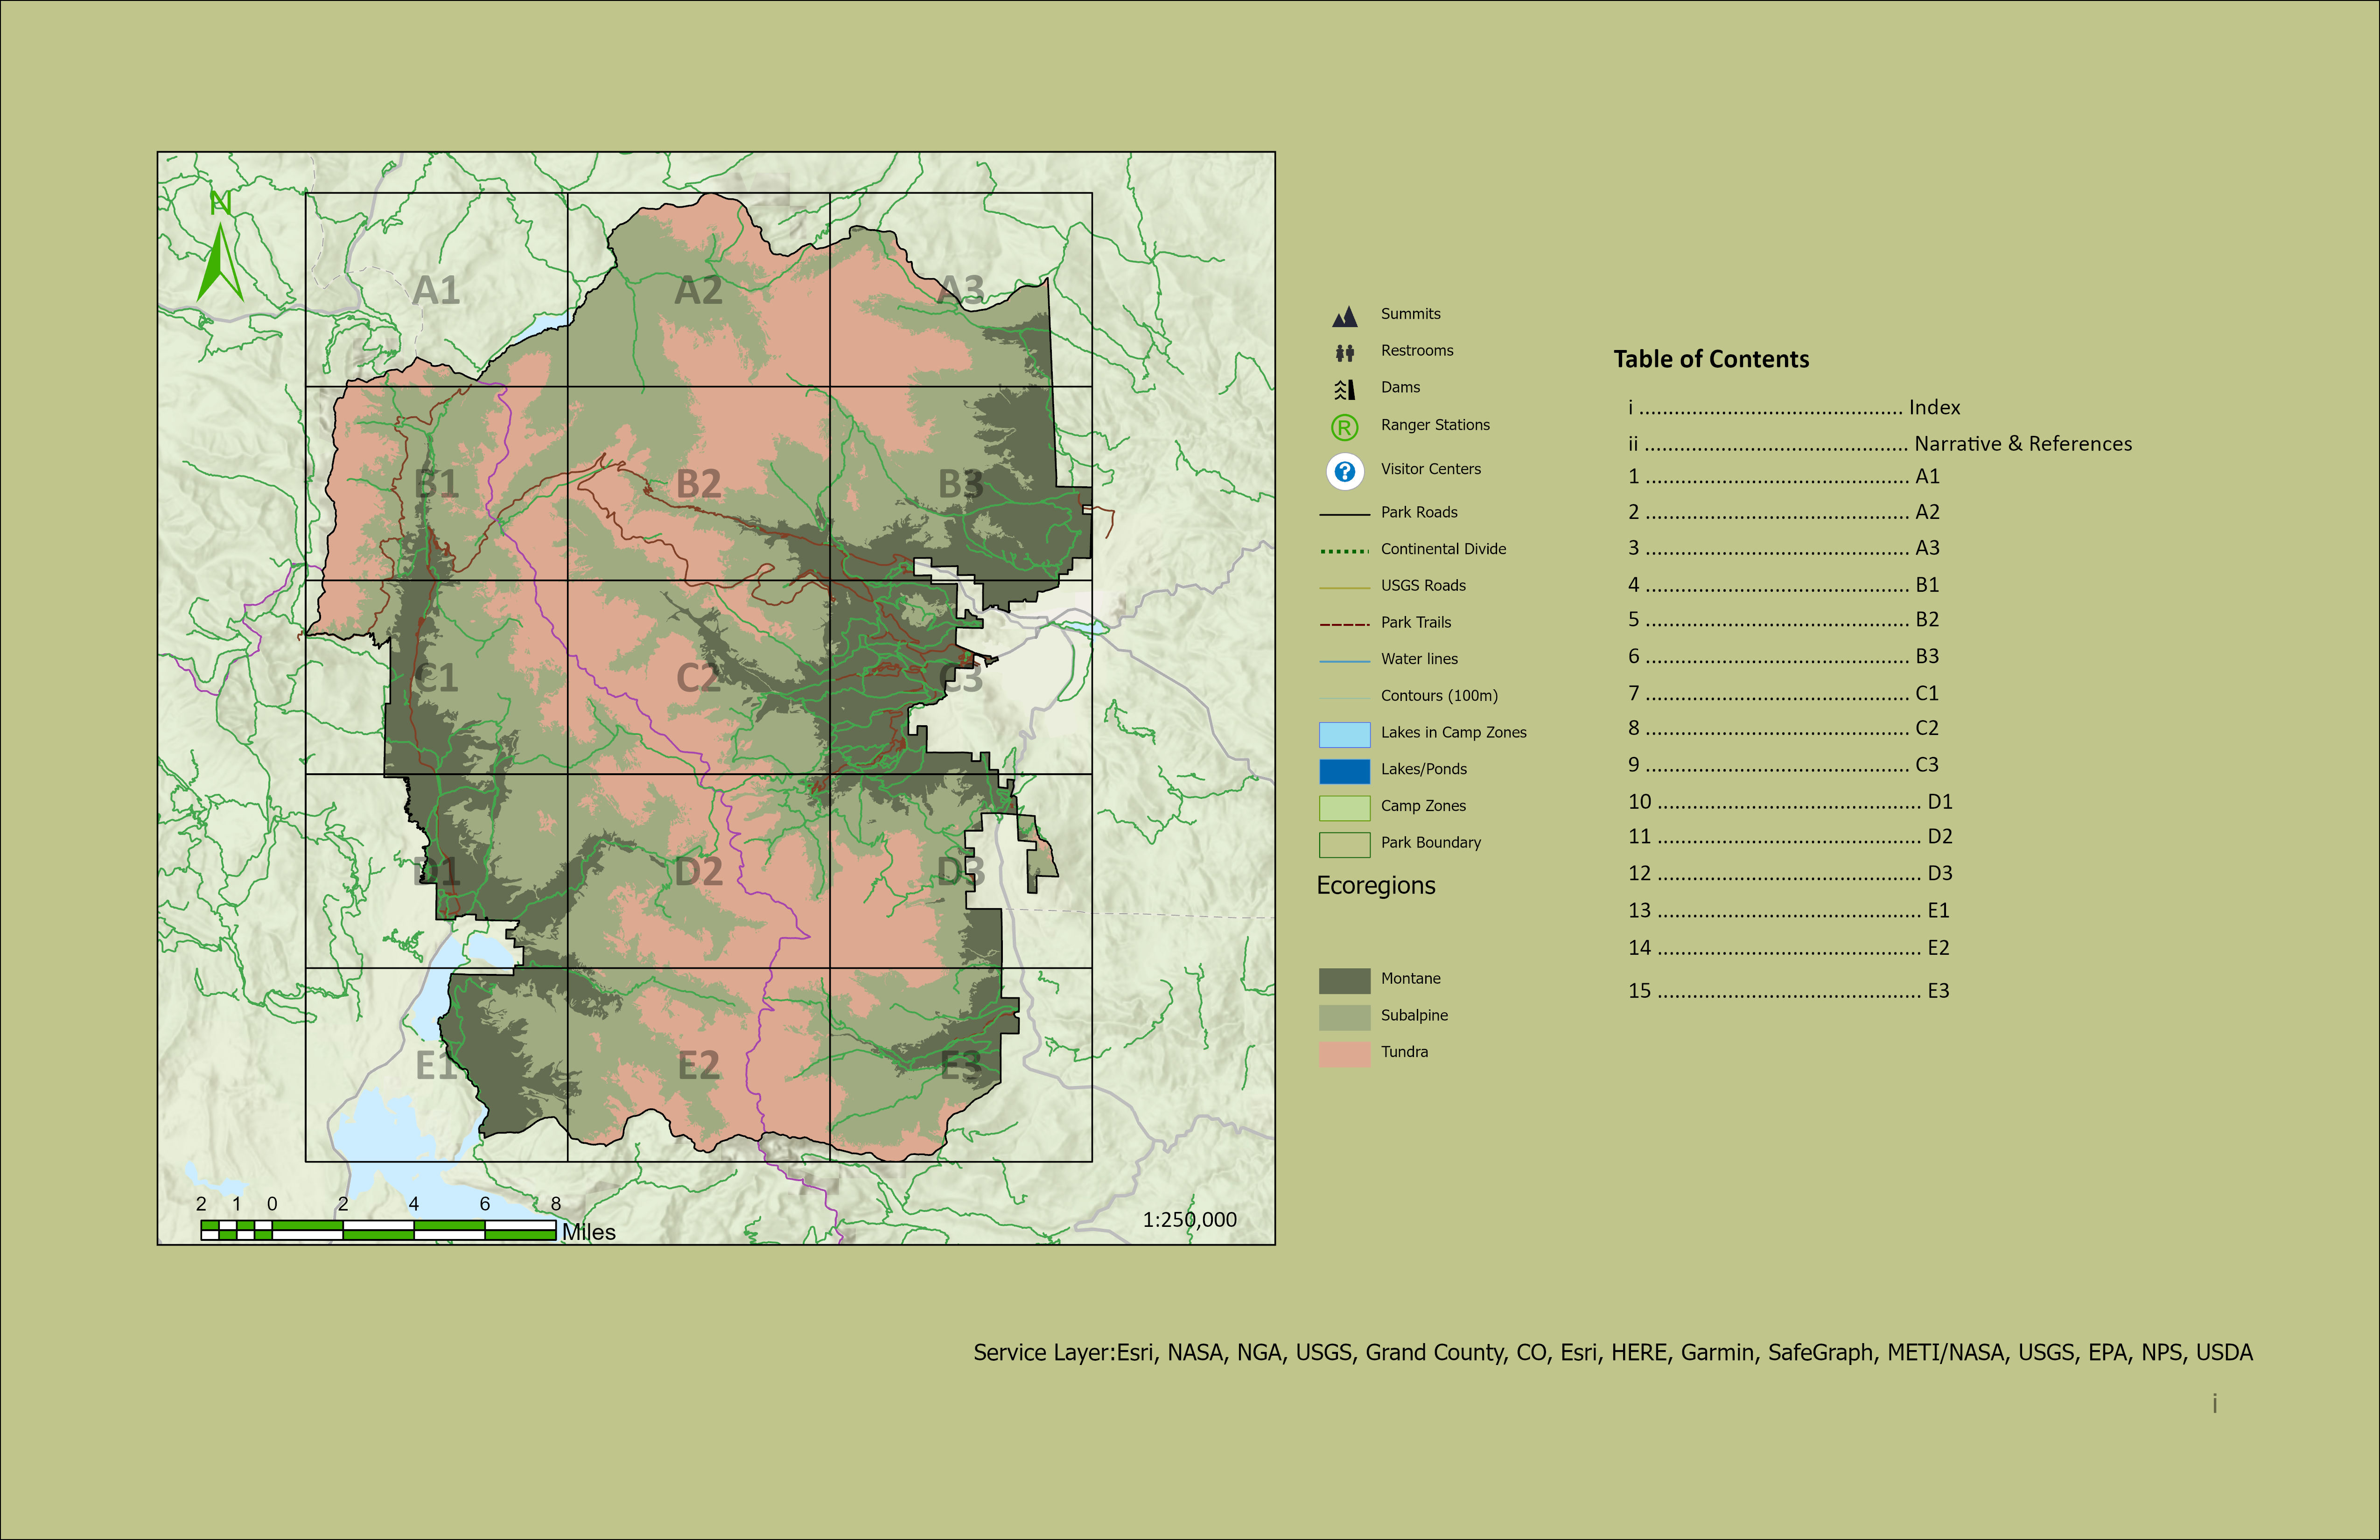 N
A1
A2
A3
B1
B2
B3
C1
C2
C3
D1
D2
D3
E1
E2
E3
2 1 0 2 4 6 8
Miles
1:250,000
Summits
Restrooms
Dams
R Ranger Stations
? Visitor Centers
Park Roads
Continental Divide
USGS Roads
Park Trails
Water lines
Contours (100m)
Lakes in Camp Zones
Lakes/Ponds
Camp Zones
Park Boundary
Ecoregions
Montane
Subalpine
Tundra
Table of Contents
i ............................................. Index
ii ............................................. Narrative & References
1 ............................................. A1
2 ............................................. A2
3 ............................................. A3
4 ............................................. B1
5 ............................................. B2
6 ............................................. B3
7 ............................................. C1
8 ............................................. C2
9 ............................................. C3
10 ............................................. D1
11 ............................................. D2
12 ............................................. D3
13 ............................................. E1
14 ............................................. E2
15 ............................................. E3
Service Layer:Esri, NASA, NGA, USGS, Grand County, CO, Esri, HERE, Garmin, SafeGraph, METI/NASA, USGS, EPA, NPS, USDA
i